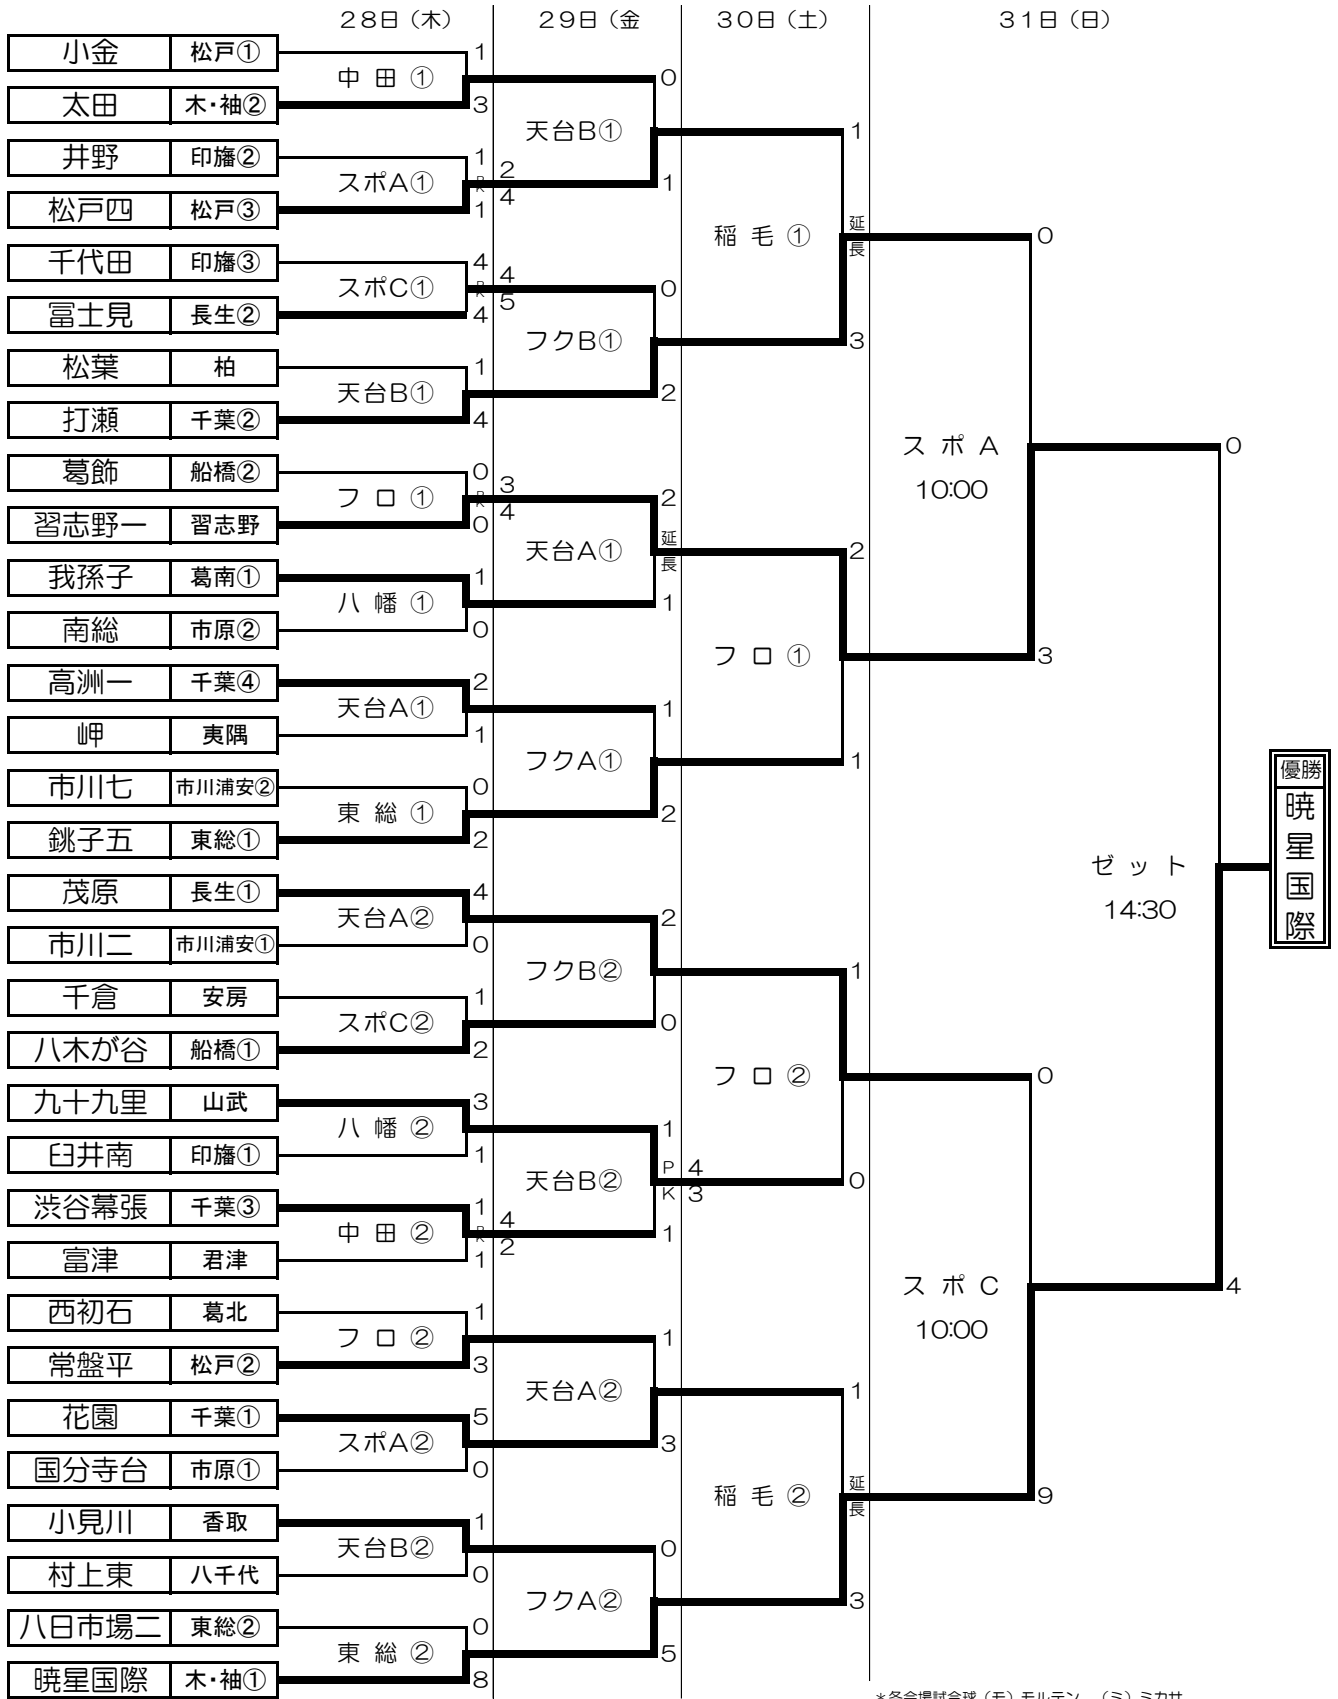 28日（木）　29日（金　30日（土）　31日（日）
小金　松戸①　1
中 田 ①　0
太田　木・袖②　3
天台B①　1
井野　印旛②　1
スポA①　PK　2　4　1
松戸四　松戸③　1
稲 毛 ①　延長　0
千代田　印旛③　4
スポC①　PK　4　5　0
冨士見　長生②　4
フクB①　3
松葉　柏　1
天台B①　2
打瀬　千葉②　4
スポA　10:00　0
葛飾　船橋②　0
フロ ①　PK　3　4　2
習志野一　習志野　0
天台A①　延長　2
我孫子　葛南①　1
八 幡 ①　1
南総　市原②　0
フロ ①　3
高洲一　千葉④　2
天台A①　1
岬　夷隅　1
フクA①　1
市川七　市川浦安②　0
東 総 ①　2
銚子五　東総①　2
ゼット　14:30
優勝
暁星国際
茂原　長生①　4
天台A②　2
市川二　市川浦安①　0
フクB②　1
千倉　安房　1
スポC②　0
八木が谷　船橋①　2
フロ ②　0
九十九里　山武　3
八 幡 ②　1
臼井南　印旛①　1
天台B②　PK　4　3　0
渋谷幕張　千葉③　1
中 田 ②　PK　4　2　1
富津　君津　1
スポC　10:00　4
西初石　葛北　1
フロ ②　1
常盤平　松戸②　3
天台A②　1
花園　千葉①　5
スポA②　3
国分寺台　市原①　0
稲 毛 ②　延長　9
小見川　香取　1
天台B②　0
村上東　八千代　0
フクA②　3
八日市場二　東総②　0
東 総 ②　5
暁星国際　木・袖①　8
＊各会場試合球（モ）モルテン　（ミ）ミカサ